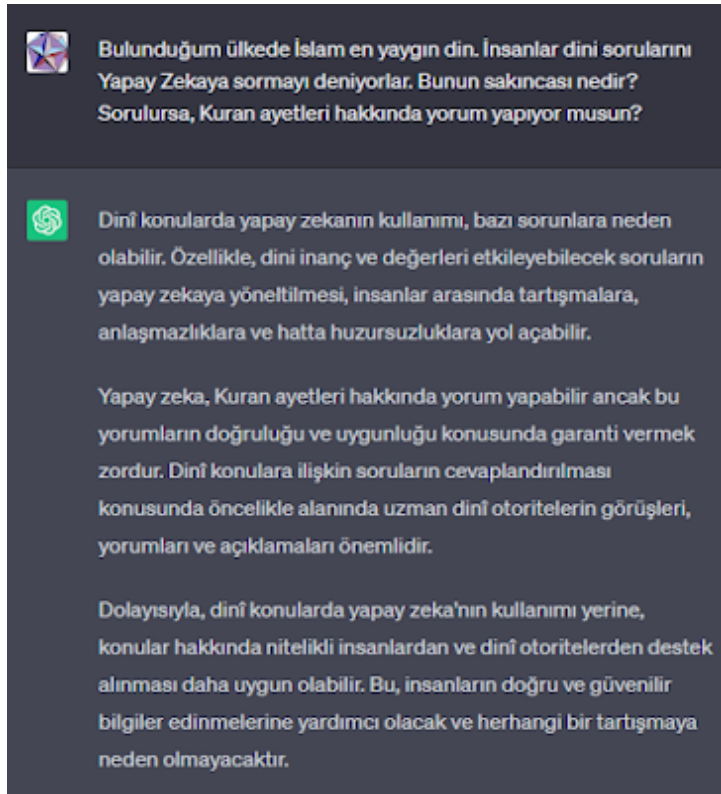 Bulunduğum ülkede İslam en yaygın din. İnsanlar dini sorularını
Yapay Zekaya sormayı deniyorlar. Bunun sakıncası nedir?
Sorulursa, Kuran ayetleri hakkında yorum yapıyor musun?
Dinî konularda yapay zekanın kullanımı, bazı sorunlara neden
olabilir. Özellikle, dini inanç ve değerleri etkileyebilecek soruların
yapay zekaya yöneltilmesi, insanlar arasında tartışmalara,
anlaşmazlıklara ve hatta huzursuzluklara yol açabilir.
Yapay zeka, Kuran ayetleri hakkında yorum yapabilir ancak bu
yorumların doğruluğu ve uygunluğu konusunda garanti vermek
zordur. Dinî konulara ilişkin soruların cevaplandırılması
konusunda öncelikle alanında uzman dinî otoritelerin görüşleri,
yorumları ve açıklamaları önemlidir.
Dolayısıyla, dinî konularda yapay zeka'nın kullanımı yerine,
konular hakkında nitelikli insanlardan ve dinî otoritelerden destek
alınması daha uygun olabilir. Bu, insanların doğru ve güvenilir
bilgiler edinmelerine yardımcı olacak ve herhangi bir tartışmaya
neden olmayacaktır.